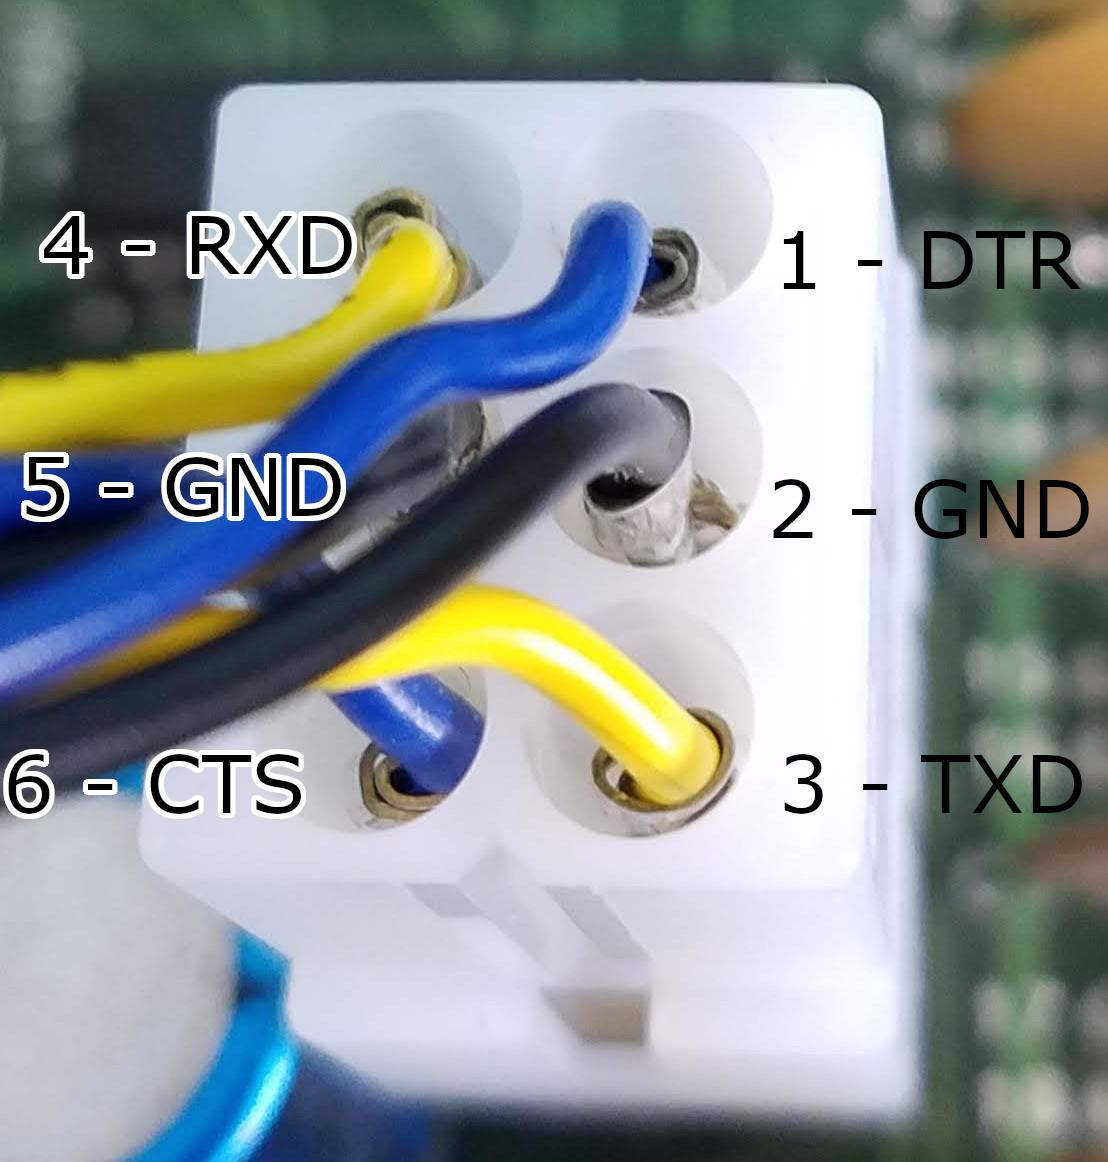 4 - RXD
1 - DTR
5 - GND
2 - GND
6 - CTS
3 - TXD